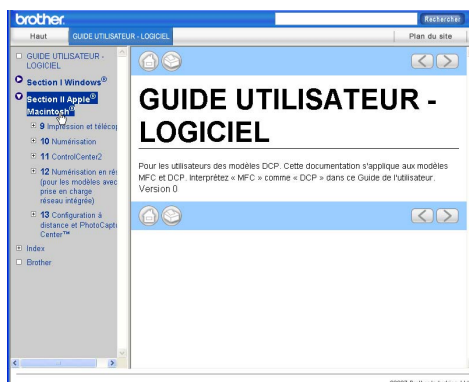 brother.
Rechercher
Haut
GUIDE UTILISATEUR - LOGICIEL
Plan du site
GUIDE UTILISATEUR -
LOGICIEL
Section I Windows®
Section II Apple®
Macintosh®
9 Impression et télécop
10 Numérisation
11 ControlCenter2
12 Numérisation en rés
(pour les modèles avec
prise en charge
réseau intégrée)
13 Configuration à
distance et PhotoCapt
Center™
Index
Brother
GUIDE UTILISATEUR -
LOGICIEL
Pour les utilisateurs des modèles DCP. Cette documentation s'applique aux modèles
MFC et DCP. Interprétez « MFC » comme « DCP » dans ce Guide de l'utilisateur.
Version 0